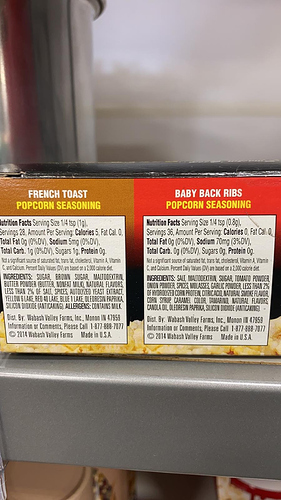 FRENCH TOAST
POPCORN SEASONING
Nutrition Facts Serving Size 1/4 tsp (1g),
Servings 28, Amount Per Serving: Calories 5, Fat Cal. 0,
Total Fat 0g (0%DV), Sodium 5mg (0%DV),
Total Carb. 1g (0%DV), Sugars 1g, Protein 0g.
Not a significant source of saturated fat, trans fat, cholesterol, Vitamin A, Vitamin
C, and Calcium. Percent Daily Values (DV) are based on a 2,000 calorie diet.
INGREDIENTS: SUGAR, BROWN SUGAR, MALTODEXTRIN,
BUTTER POWDER (BUTTER, NONFAT MILK), NATURAL FLAVORS,
LESS THAN 2% OF SALT, SPICES, AUTOLYZED YEAST EXTRACT,
YELLOW 6 LAKE, RED 40 LAKE, BLUE 1 LAKE, OLEORESIN PAPRIKA,
SILICON DIOXIDE (ANTICAKING). ALLERGENS: CONTAINS MILK
Dist. By: Wabash Valley Farms, Inc., Monon IN 47959
Information or Comments, Please Call 1-877-888-7077
© 2014 Wabash Valley Farms Made in U.S.A.
BABY BACK RIBS
POPCORN SEASONING
Nutrition Facts Serving Size 1/4 tsp (0.8g),
Servings 36, Amount Per Serving: Calories 0, Fat Cal. 0,
Total Fat 0g (0%DV), Sodium 70mg (3%DV),
Total Carb. 0g (0%DV), Sugars 0g, Protein 0g.
Not a significant source of saturated fat, trans fat, cholesterol, Vitamin A, Vitamin
C, and Calcium. Percent Daily Values (DV) are based on a 2,000 calorie diet.
INGREDIENTS: SALT, MALTODEXTRIN, SUGAR, TOMATO POWDER,
ONION POWDER, SPICES, MOLASSES, GARLIC POWDER, LESS THAN 2%
OF HYDROLYZED CORN PROTEIN, CITRIC ACID, NATURAL SMOKE FLAVOR,
CORN SYRUP, CARAMEL COLOR, TAMARIND, NATURAL FLAVORS,
CANOLA OIL, OLEORESIN PAPRIKA, SILICON DIOXIDE (ANTICAKING).
Dist. By: Wabash Valley Farms, Inc., Monon IN 47959
Information or Comments, Please Call 1-877-888-7077
© 2014 Wabash Valley Farms Made in U.S.A.